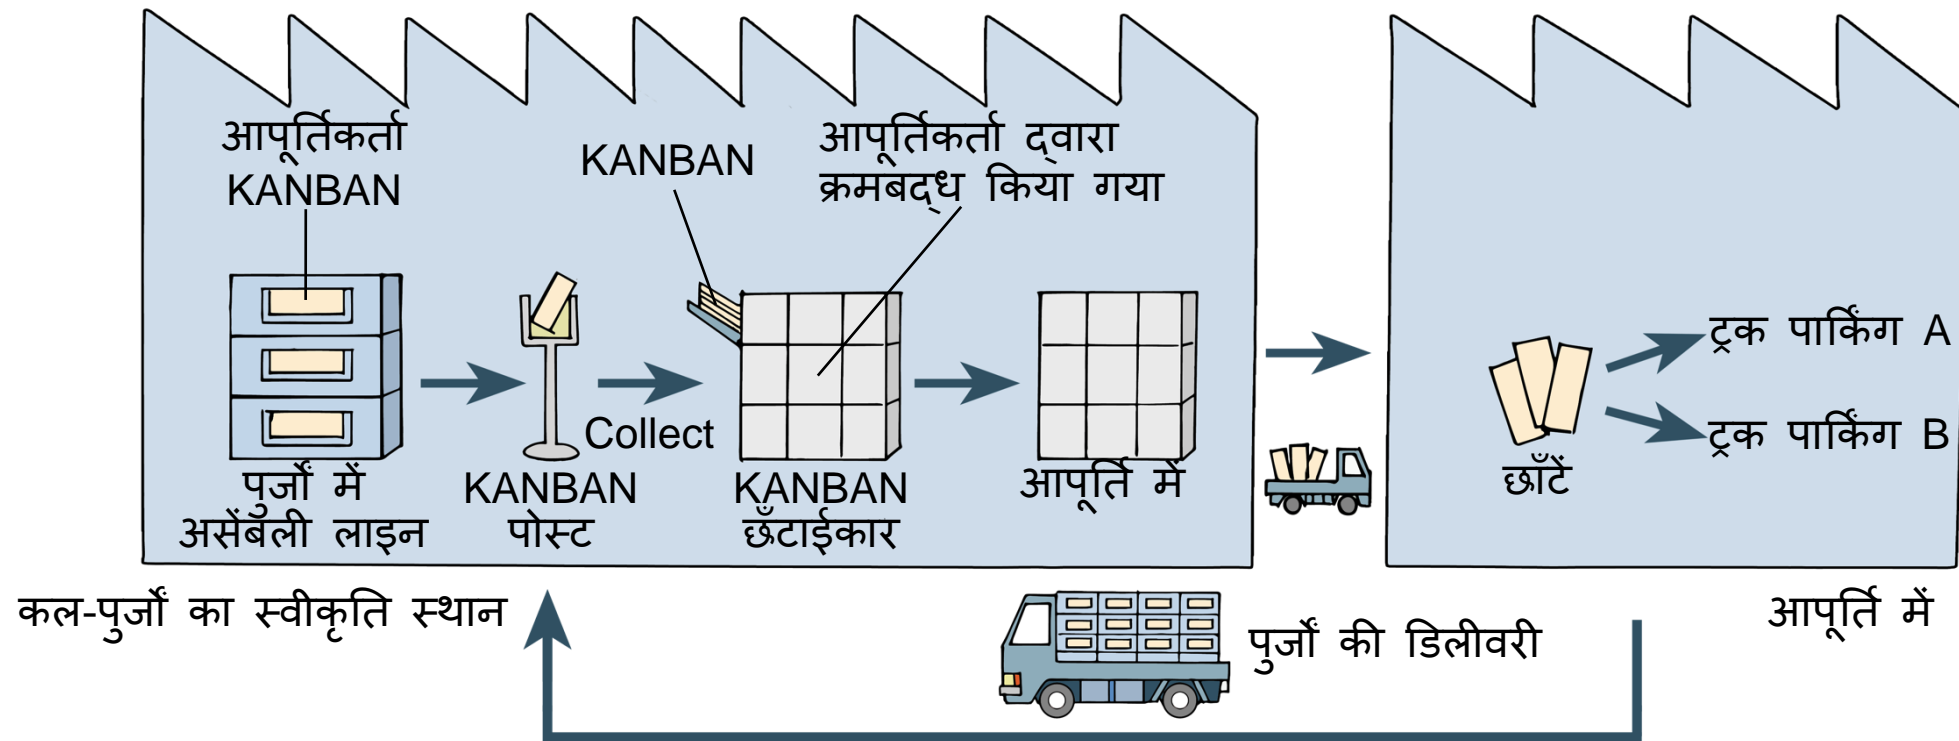 आपूर्तिकर्ता
KANBAN
KANBAN
आपूर्तिकर्ता द्वारा
क्रमबद्ध किया गया
Collect
पुर्जों में
असेंबली लाइन
KANBAN
पोस्ट
KANBAN
छँटाईकार
आपूर्ति में
ट्रक पार्किंग A
ट्रक पार्किंग B
छाँटें
कल-पुर्जों का स्वीकृति स्थान
पुर्जों की डिलीवरी
आपूर्ति में